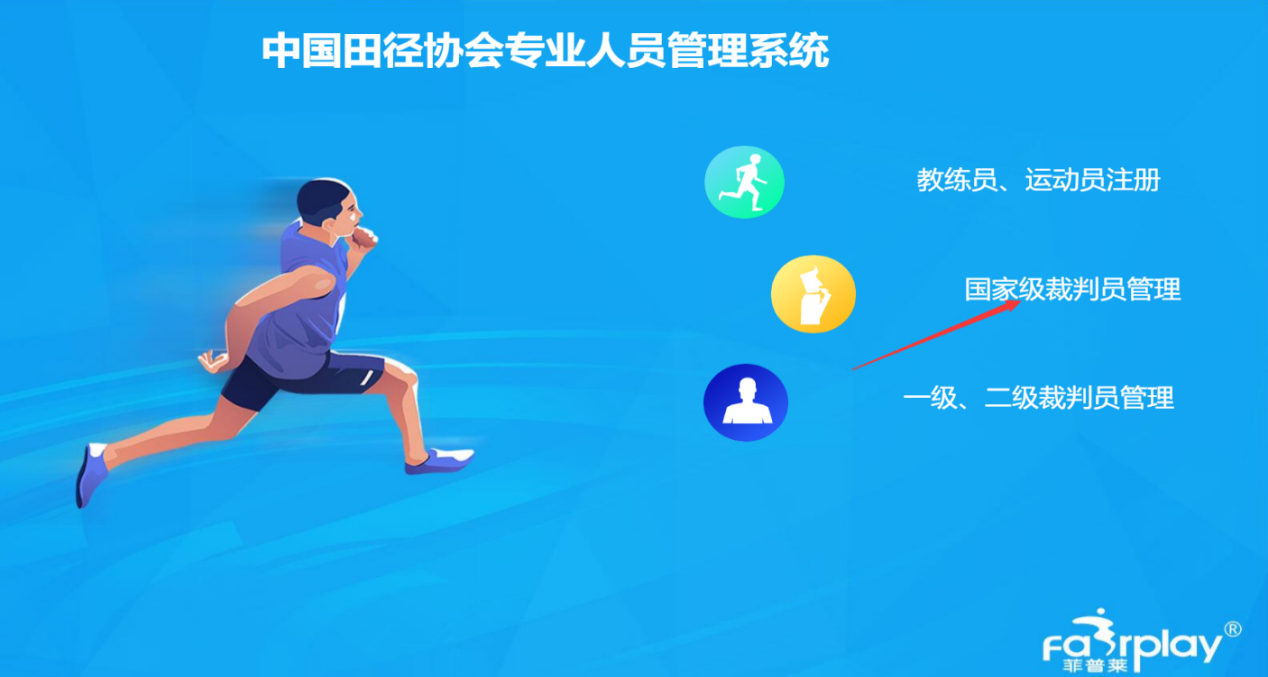 中国田径协会专业人员管理系统
教练员、运动员注册
国家级裁判员管理
一级、二级裁判员管理
fairplay®
菲普莱